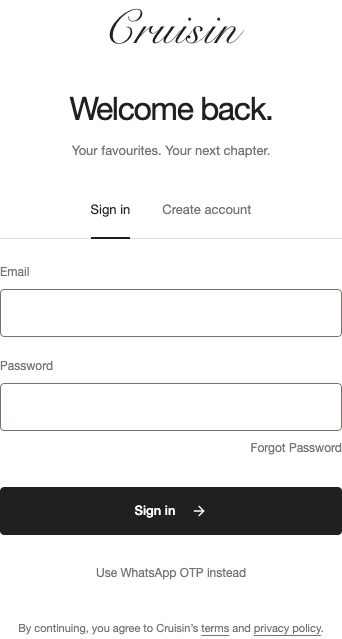 Cruisin
Welcome back.
Your favourites. Your next chapter.
Sign in
Create account
Email
Password
Forgot Password
Sign in →
Use WhatsApp OTP instead
By continuing, you agree to Cruisin's terms and privacy policy.